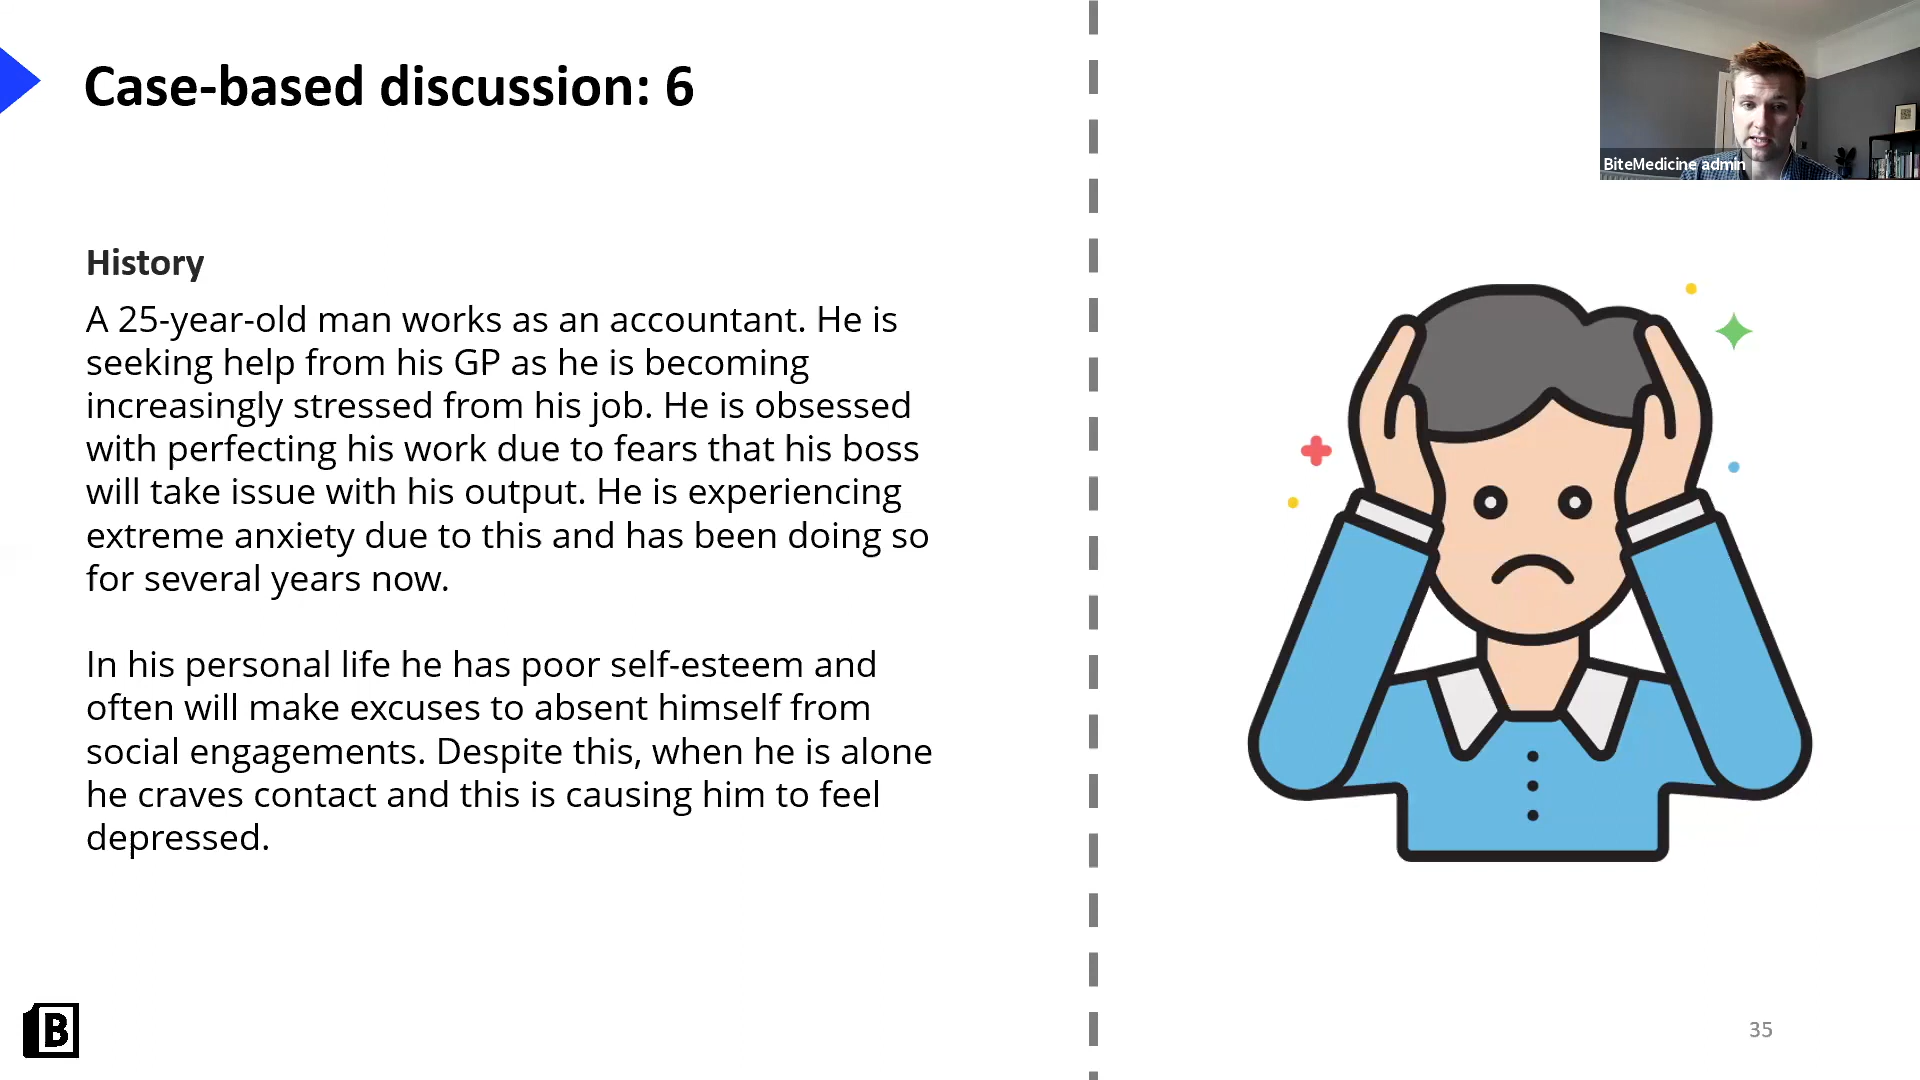 Case-based discussion: 6
BiteMedicine admin
History
A 25-year-old man works as an accountant. He is
seeking help from his GP as he is becoming
increasingly stressed from his job. He is obsessed
with perfecting his work due to fears that his boss
will take issue with his output. He is experiencing
extreme anxiety due to this and has been doing so
for several years now.
In his personal life he has poor self-esteem and
often will make excuses to absent himself from
social engagements. Despite this, when he is alone
he craves contact and this is causing him to feel
depressed.
B
35